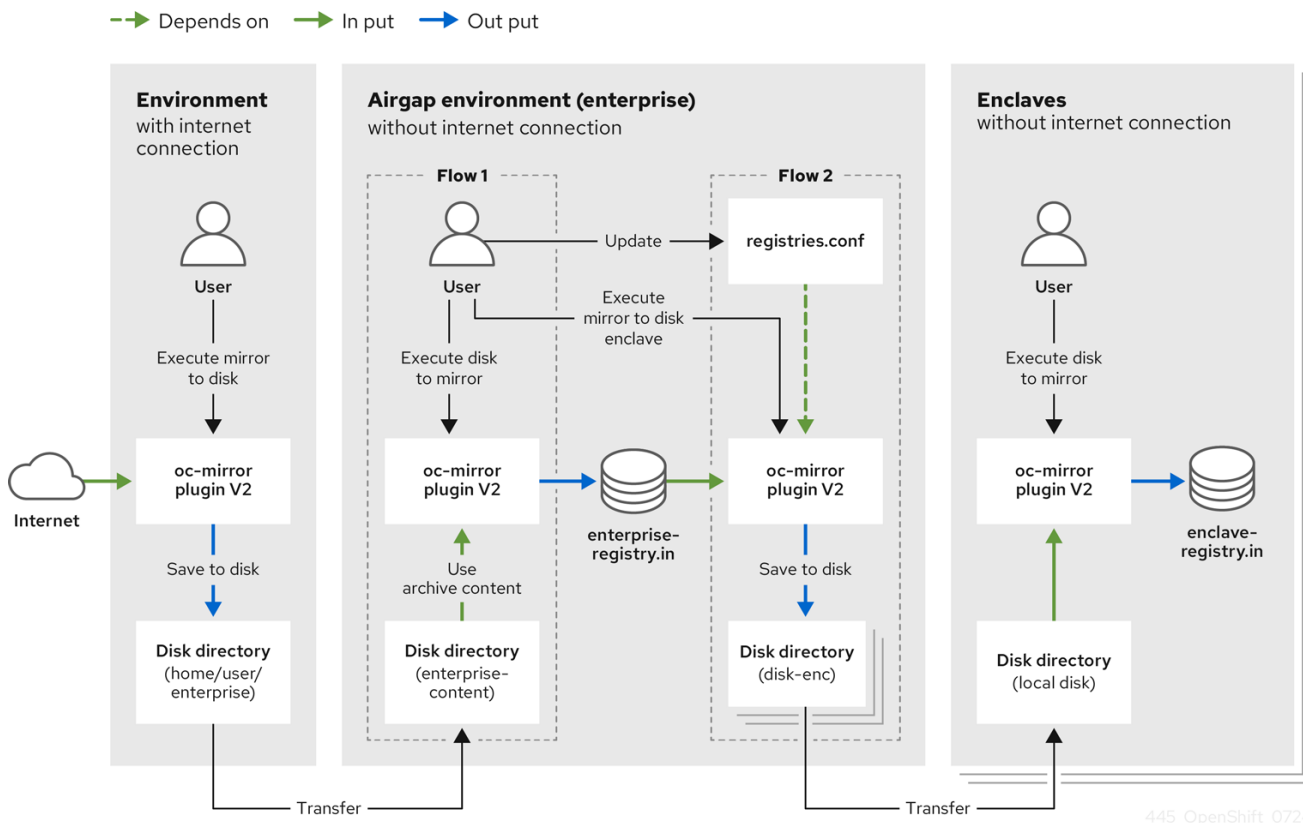 Depends on
In put
Out put
Environment
with internet
connection
User
Execute mirror
to disk
Internet
oc-mirror
plugin V2
Save to disk
Disk directory
(home/user/
enterprise)
Transfer
Airgap environment (enterprise)
without internet connection
Flow 1
User
Update
Execute
mirror to disk
enclave
Execute disk
to mirror
oc-mirror
plugin V2
Use
archive content
Disk directory
(enterprise-
content)
enterprise-
registry.in
Flow 2
registries.conf
oc-mirror
plugin V2
Save to disk
Disk directory
(disk-enc)
Transfer
Enclaves
without internet connection
User
Execute disk
to mirror
oc-mirror
plugin V2
enclave-
registry.in
Disk directory
(local disk)
445_OpenShift_072